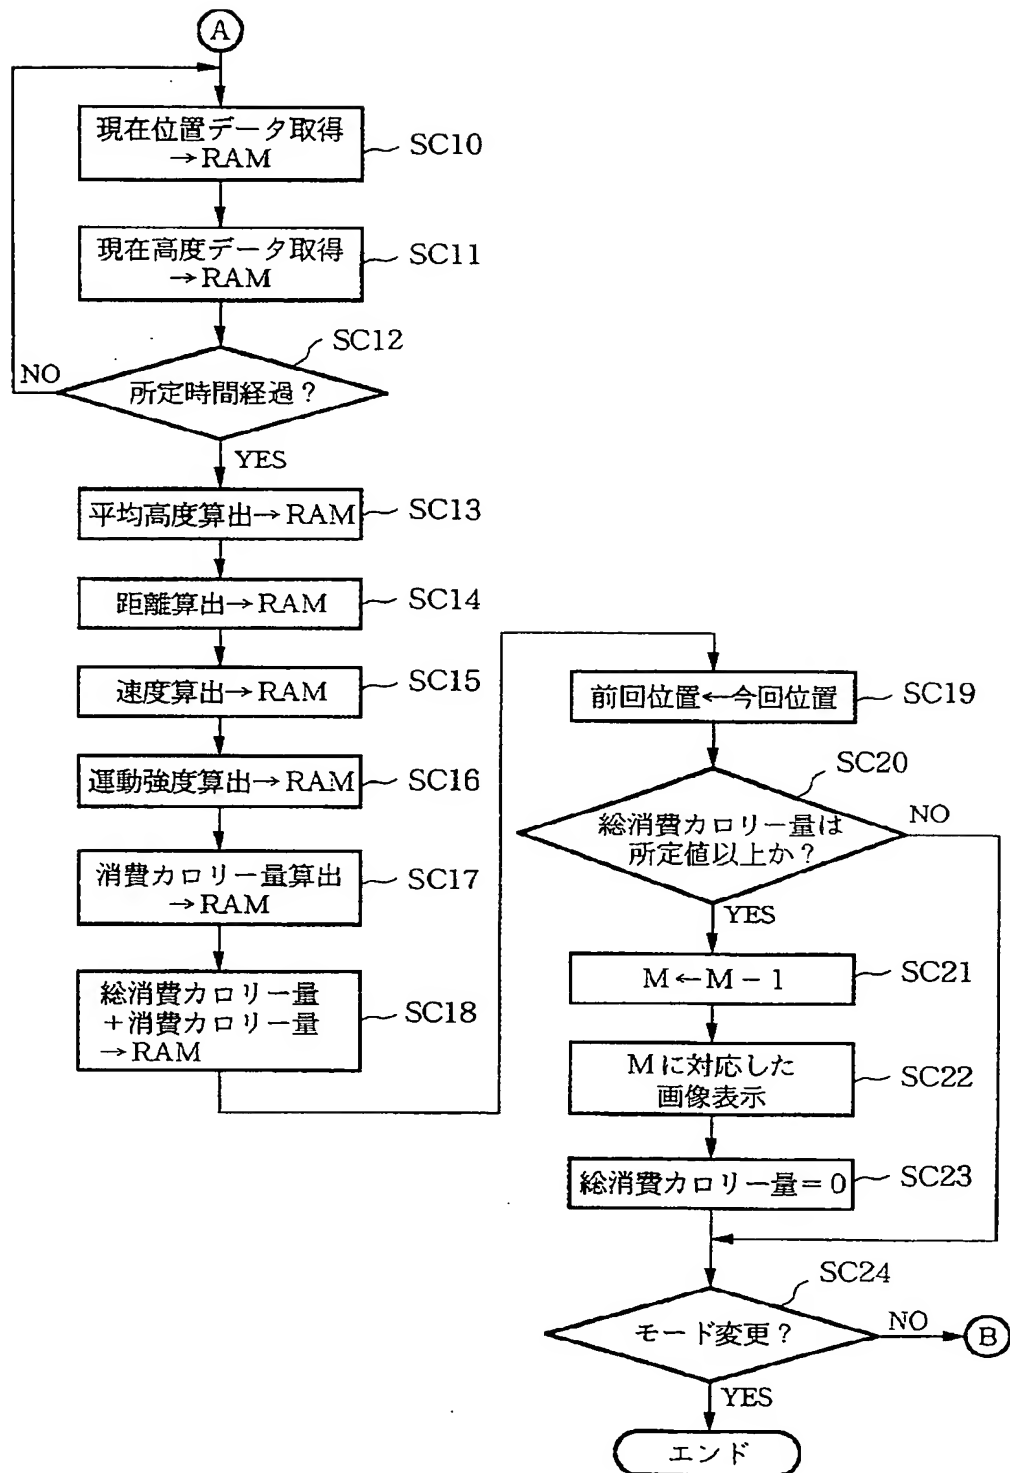 A
現在位置データ取得
→RAM
SC10
現在高度データ取得
→RAM
SC11
SC12
所定時間経過?
NO
YES
平均高度算出→RAM
SC13
距離算出→RAM
SC14
速度算出→RAM
SC15
運動強度算出→RAM
SC16
消費カロリー量算出
→RAM
SC17
総消費カロリー量
+消費カロリー量
→RAM
SC18
前回位置←今回位置
SC19
SC20
総消費カロリー量は
所定値以上か?
NO
YES
M←M-1
SC21
Mに対応した
画像表示
SC22
総消費カロリー量=0
SC23
SC24
モード変更?
NO
B
YES
エンド